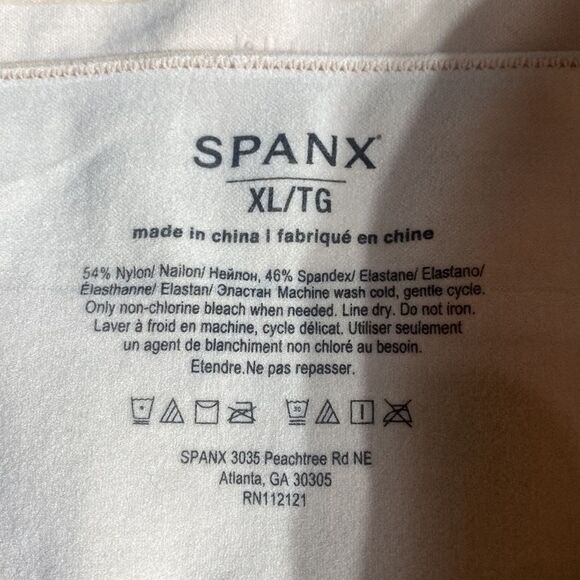 SPANX®
XL/TG
made in china | fabriqué en chine
54% Nylon/ Nailon/ Нейлон, 46% Spandex/ Elastane/ Elastano/
Élasthanne/ Elastan/ Эластан Machine wash cold, gentle cycle.
Only non-chlorine bleach when needed. Line dry. Do not iron.
Laver à froid en machine, cycle délicat. Utiliser seulement
un agent de blanchiment non chloré au besoin.
Etendre.Ne pas repasser.
30
SPANX 3035 Peachtree Rd NE
Atlanta, GA 30305
RN112121